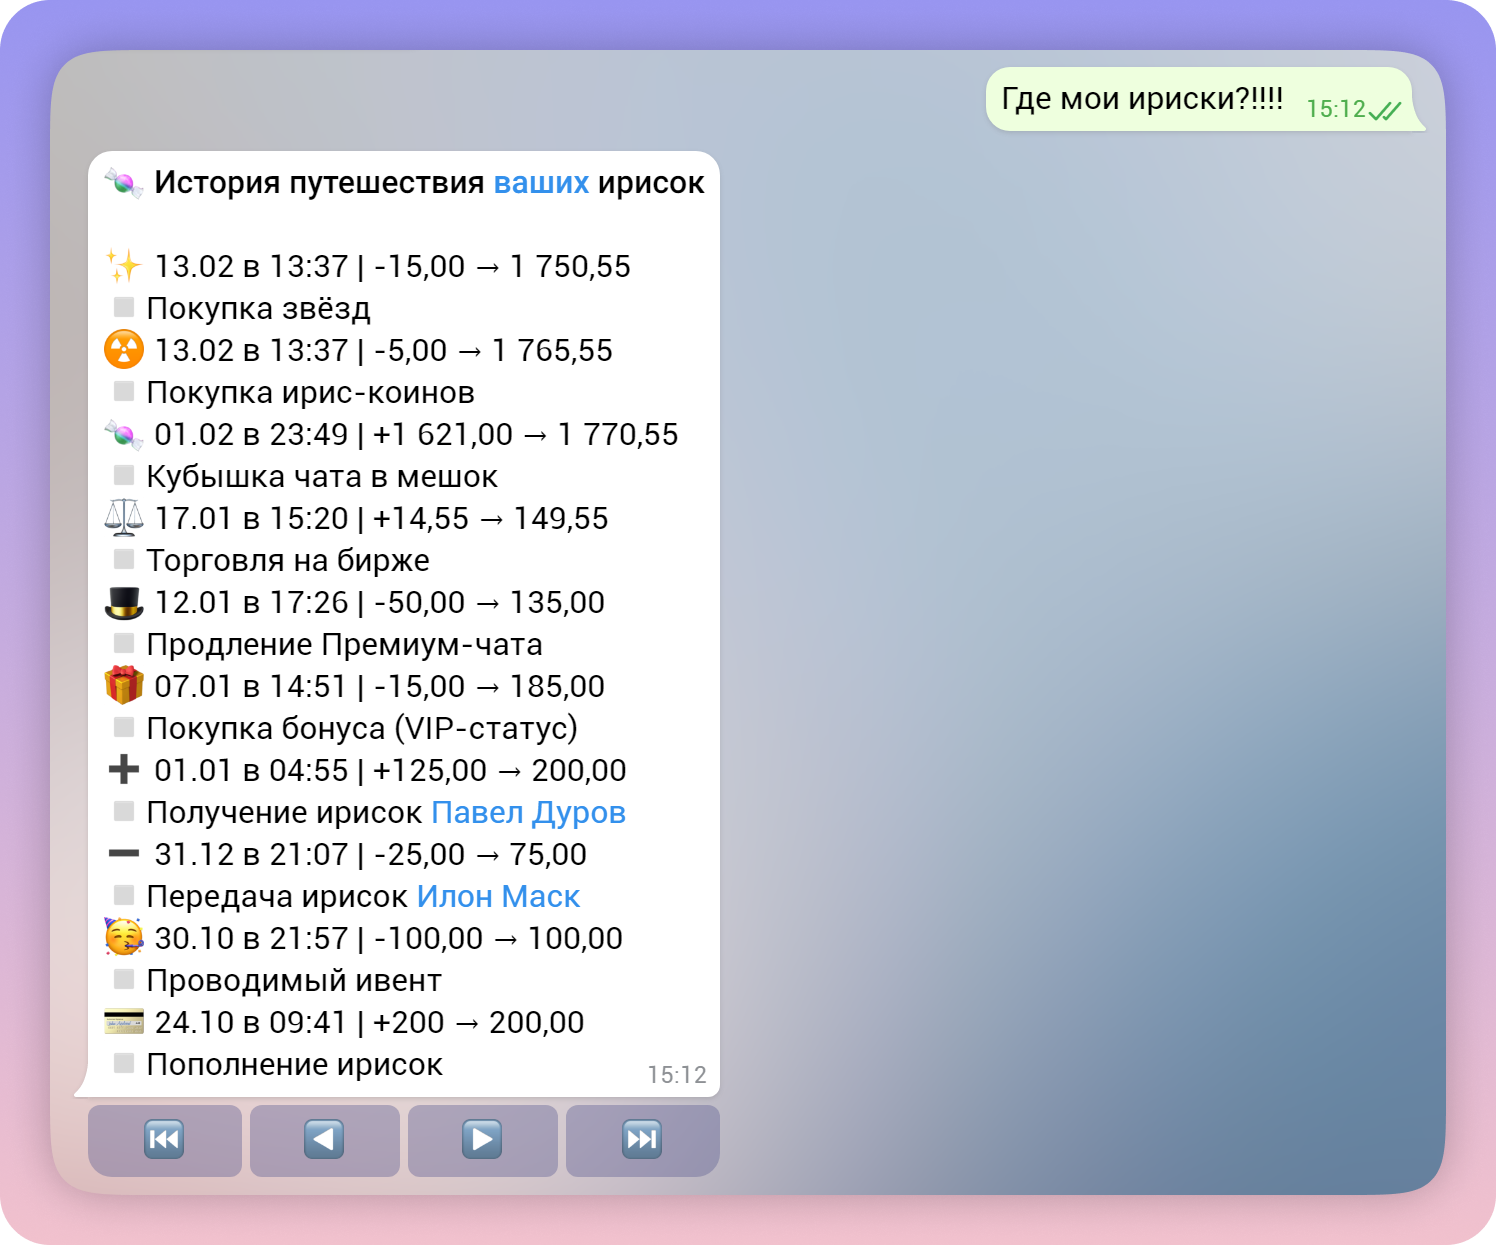 Где мои ириски?!!!! 15:12
История путешествия ваших ирисок
13.02 в 13:37 | -15,00 → 1 750,55
Покупка звёзд
13.02 в 13:37 | -5,00 → 1 765,55
Покупка ирис-коинов
01.02 в 23:49 | +1 621,00 → 1 770,55
Кубышка чата в мешок
17.01 в 15:20 | +14,55 → 149,55
Торговля на бирже
12.01 в 17:26 | -50,00 → 135,00
Продление Премиум-чата
07.01 в 14:51 | -15,00 → 185,00
Покупка бонуса (VIP-статус)
01.01 в 04:55 | +125,00 → 200,00
Получение ирисок Павел Дуров
31.12 в 21:07 | -25,00 → 75,00
Передача ирисок Илон Маск
30.10 в 21:57 | -100,00 → 100,00
Проводимый ивент
24.10 в 09:41 | +200 → 200,00
Пополнение ирисок
15:12